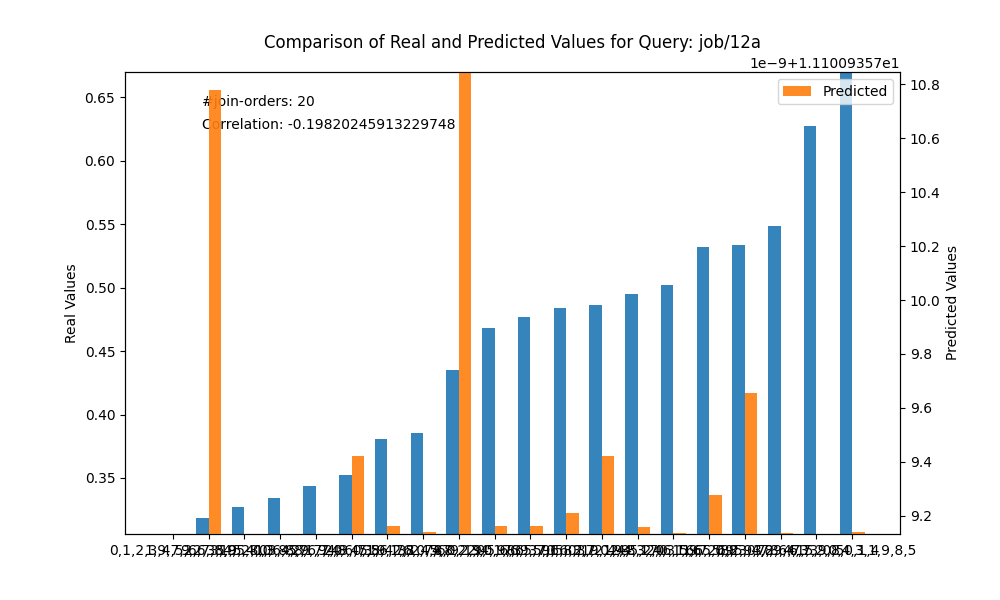 Comparison of Real and Predicted Values for Query: job/12a
1e−9+1.11009357e1
Predicted
#join-orders: 20
Correlation: -0.19820245913229748
Real Values
0.65
0.60
0.55
0.50
0.45
0.40
0.35
10.8
10.6
10.4
10.2
10.0
9.8
9.6
9.4
9.2
Predicted Values